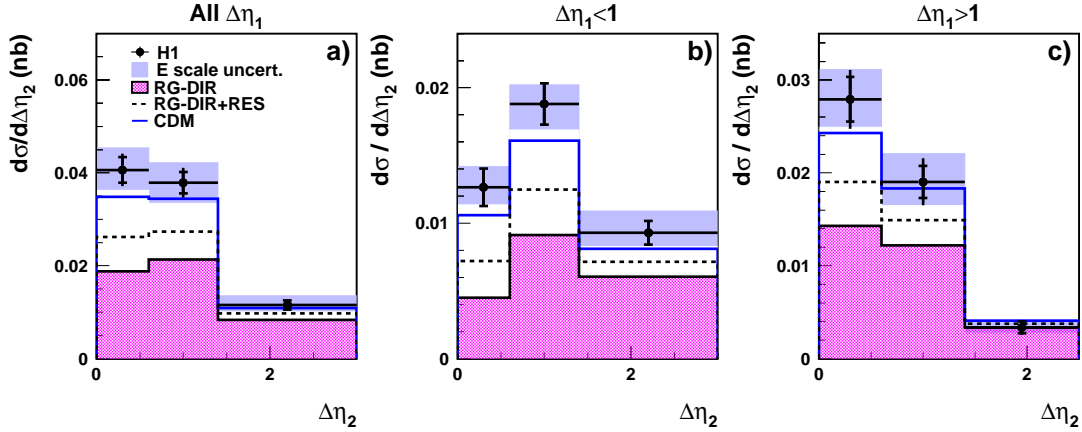 All Δη1
a)
dσ/dΔη2 (nb)
H1
E scale uncert.
RG-DIR
RG-DIR+RES
CDM
0.06
0.04
0.02
0
0
2
Δη2
Δη1<1
b)
dσ / dΔη2 (nb)
0.02
0.01
0
0
2
Δη2
Δη1>1
c)
dσ / dΔη2 (nb)
0.03
0.02
0.01
0
0
2
Δη2